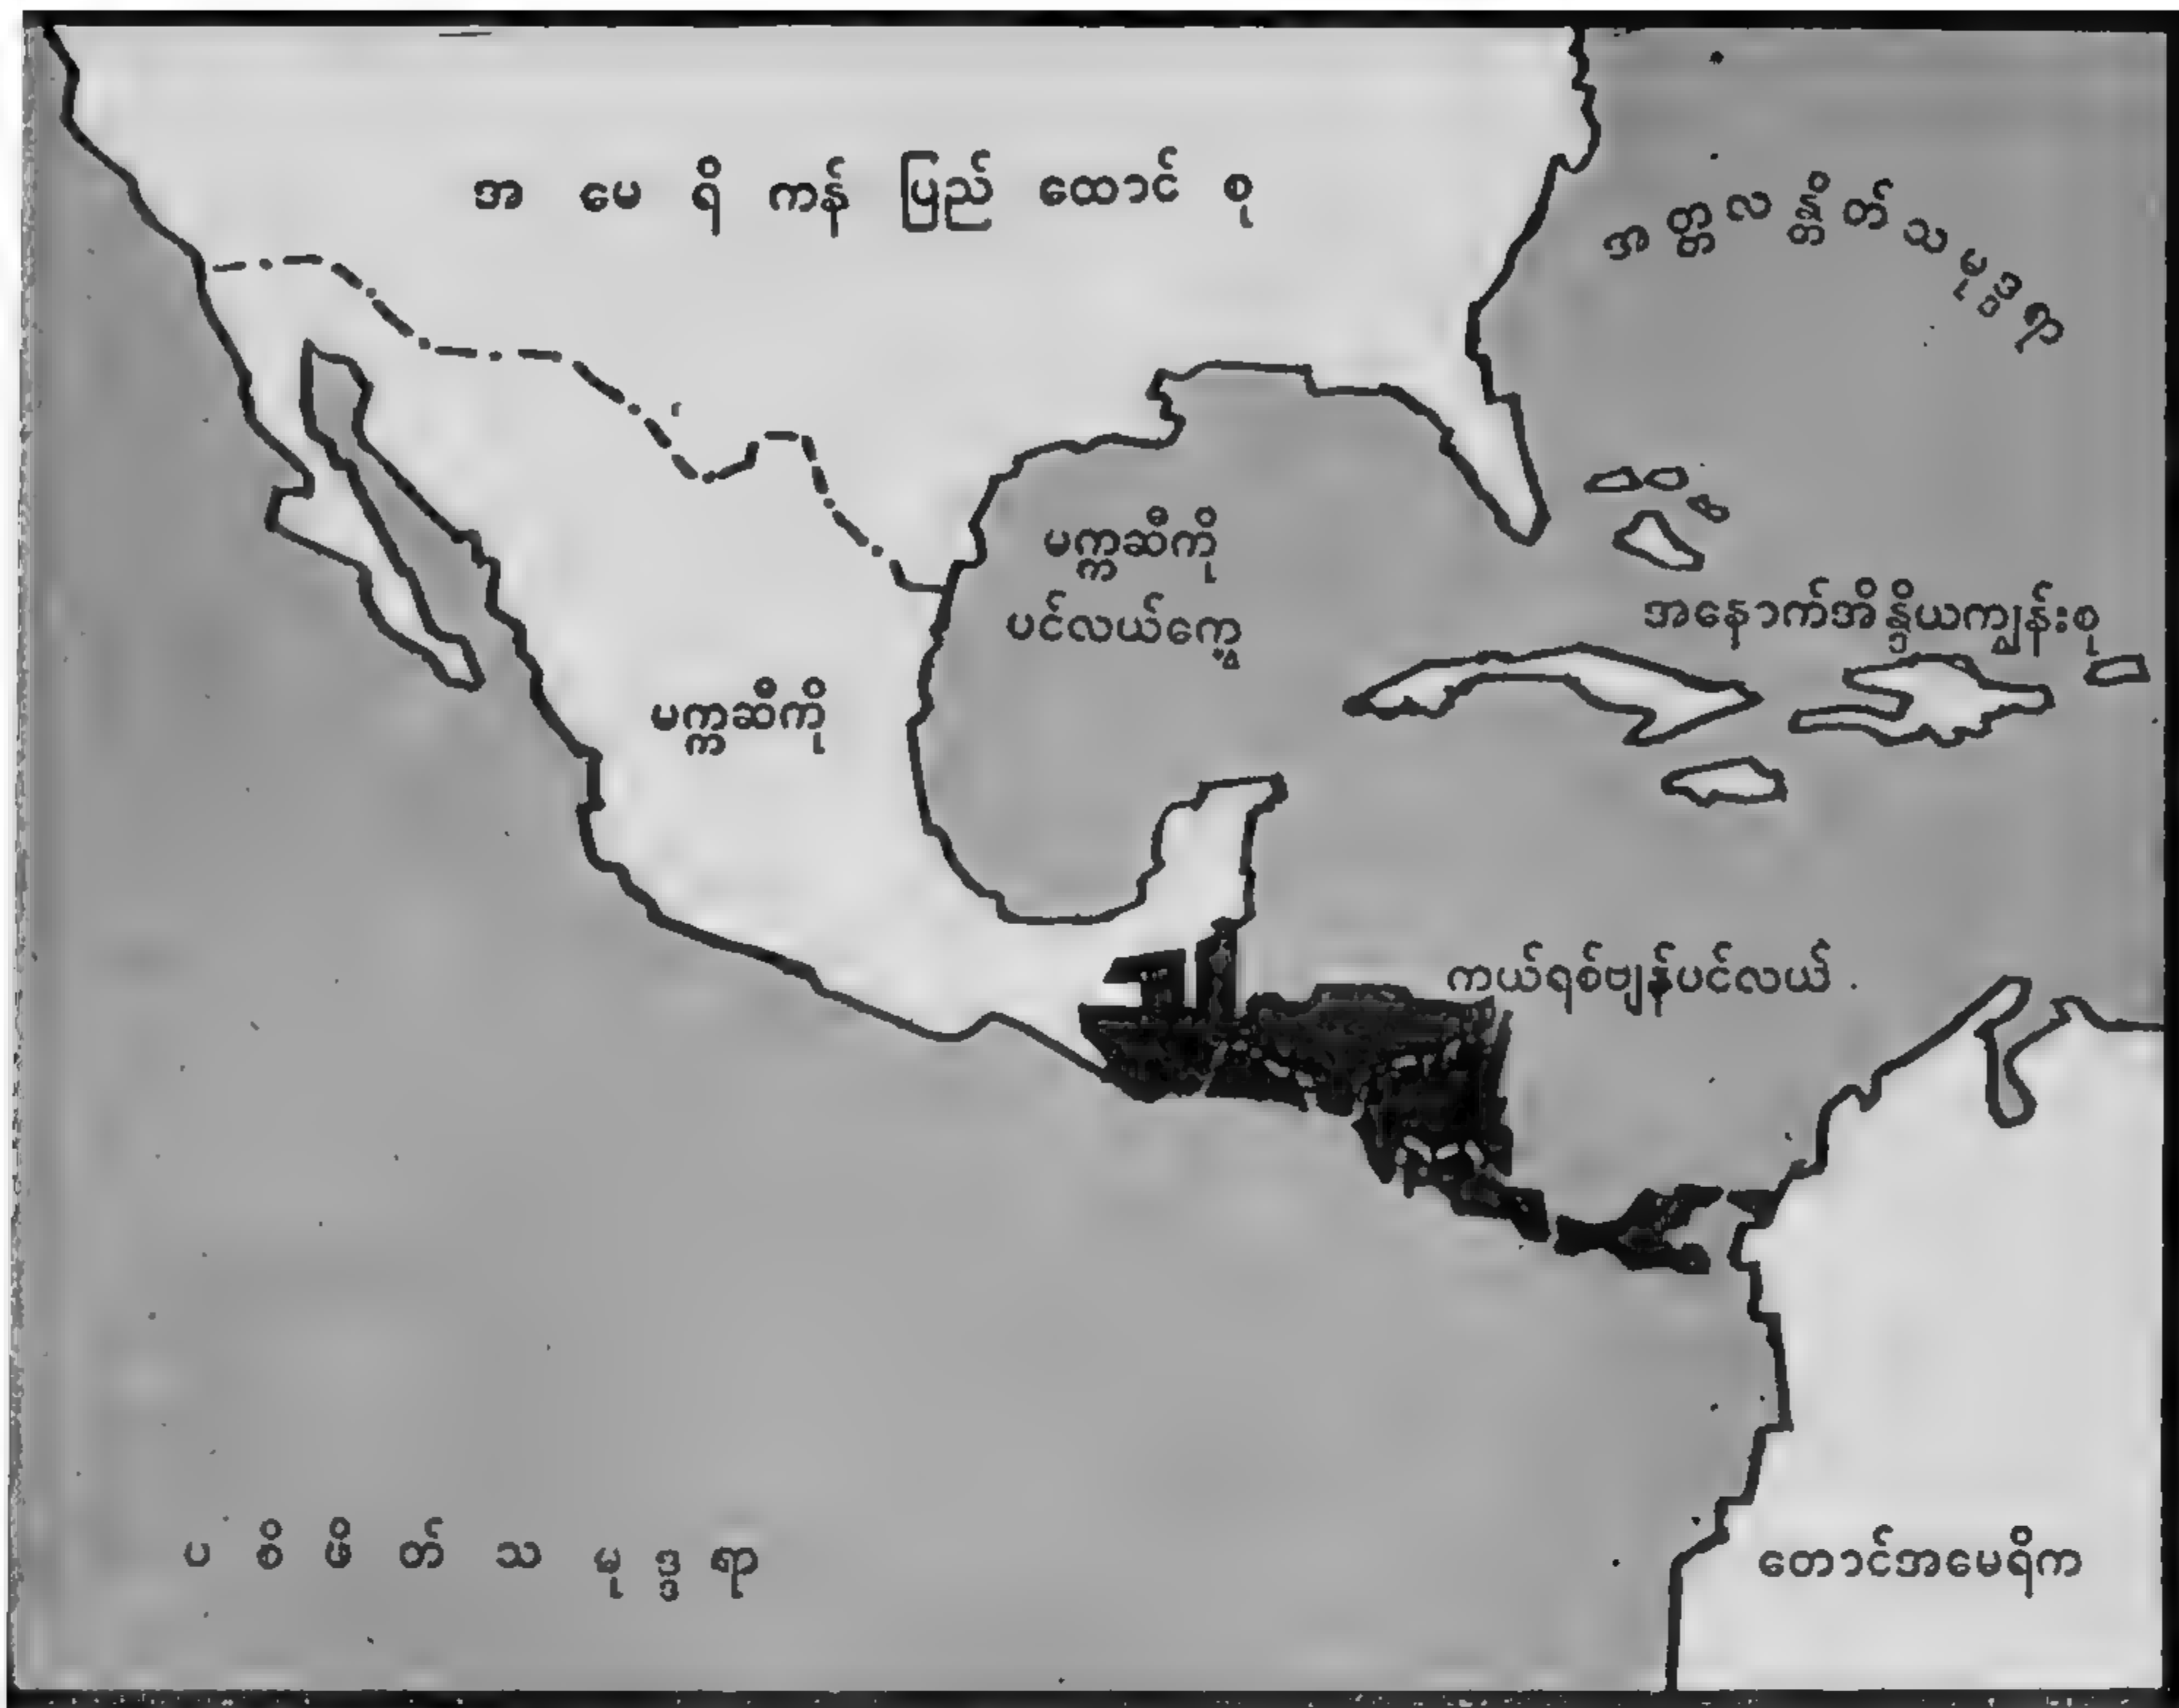 အမေရိကန်ပြည်ထောင်စု
အတ္တလန္တိတ်သမုဒ္ဒရာ
မက္ကဆီကို
ပင်လယ်ကွေ့
အနောက်အိန္ဒိယကျွန်းစု
မက္ကဆီကို
ကယ်ရစ်ဗျန်ပင်လယ်
ပစိဖိတ်သမုဒ္ဒရာ
တောင်အမေရိက